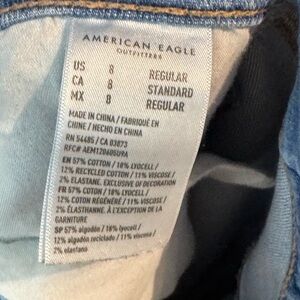 AMERICAN EAGLE
OUTFITTERS
US 8 REGULAR
CA 8 STANDARD
MX 8 REGULAR
MADE IN CHINA / FABRIQUÉ EN
CHINE / HECHO EN CHINA
RN 54485 / CA 03873
RFC# AEM120605U9A
EN 57% COTTON / 18% LYOCELL /
12% RECYCLED COTTON / 11% VISCOSE /
2% ELASTANE. EXCLUSIVE OF DECORATION
FR 57% COTON / 18% LYOCELL /
12% COTON RÉGÉNÉRÉ / 11% VISCOSE /
2% ÉLASTHANNE. À L'EXCEPTION DE LA
GARNITURE
SP 57% algodón / 18% lyocell /
12% algodón reciclado / 11% viscosa /
2% elastano